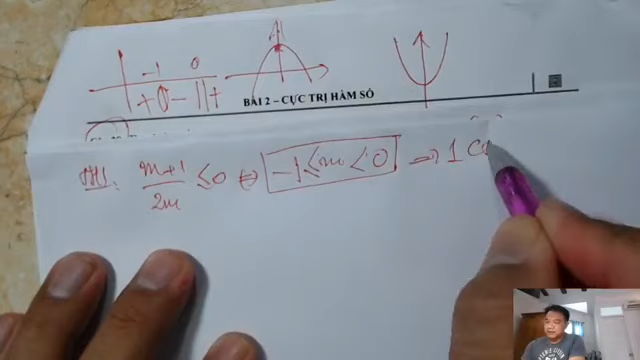 -1 0
+ 0 - || +
BÀI 2 – CỰC TRỊ HÀM SỐ
TH1: m+1/2m ≤ 0 ⇔ -1 ≤ m < 0 ⇒ 1 c